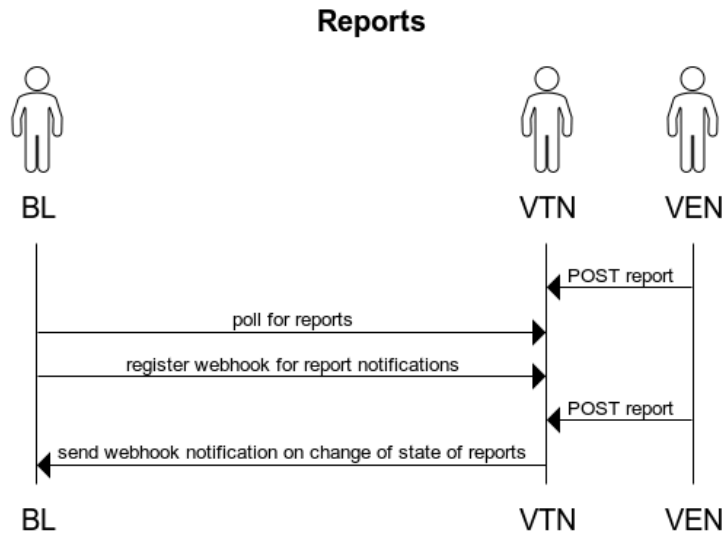 Reports
BL VTN VEN
POST report
poll for reports
register webhook for report notifications
POST report
send webhook notification on change of state of reports
BL VTN VEN